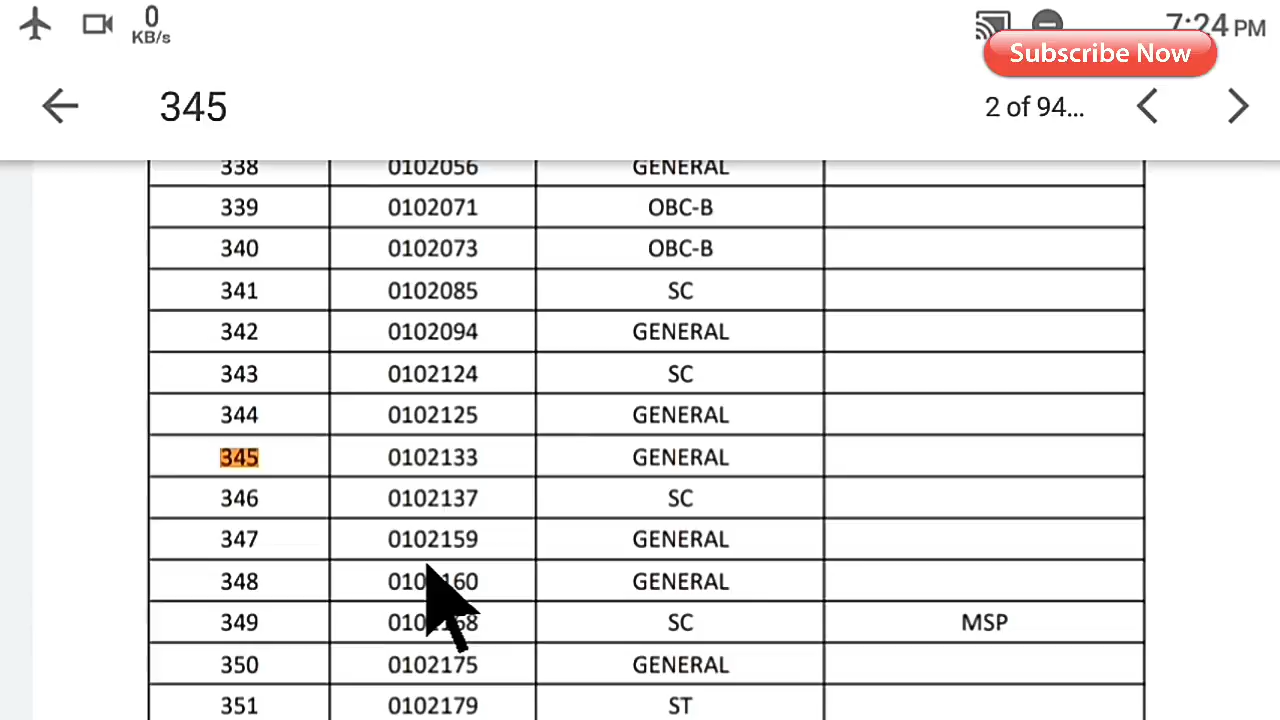 0
KB/s
7:24 PM
Subscribe Now
345
2 of 94...
338 0102056 GENERAL
339 0102071 OBC-B
340 0102073 OBC-B
341 0102085 SC
342 0102094 GENERAL
343 0102124 SC
344 0102125 GENERAL
345 0102133 GENERAL
346 0102137 SC
347 0102159 GENERAL
348 GENERAL
349 SC MSP
350 0102175 GENERAL
351 0102179 ST